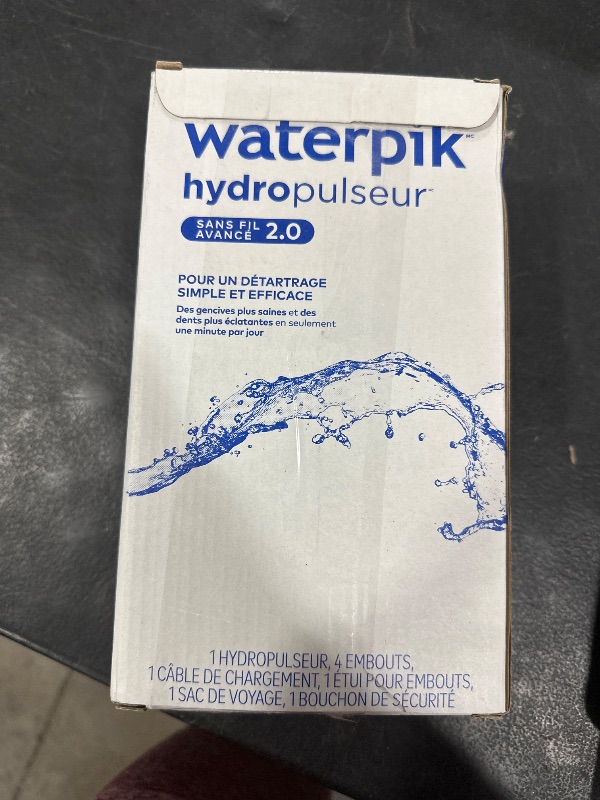 waterpik MC
hydropulseur
SANS FIL
AVANCÉ 2.0
POUR UN DÉTARTRAGE
SIMPLE ET EFFICACE
Des gencives plus saines et des
dents plus éclatantes en seulement
une minute par jour
1 HYDROPULSEUR, 4 EMBOUTS,
1 CÂBLE DE CHARGEMENT, 1 ÉTUI POUR EMBOUTS,
1 SAC DE VOYAGE, 1 BOUCHON DE SÉCURITÉ